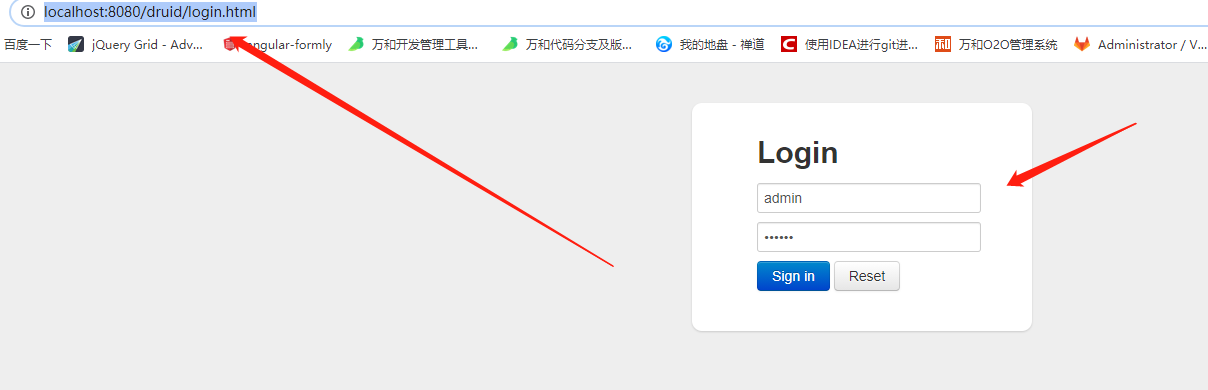 localhost:8080/druid/login.html
百度一下 jQuery Grid - Adv... angular-formly 万和开发管理工具... 万和代码分支及版... 我的地盘 - 禅道 使用IDEA进行git进... 和 万和O2O管理系统 Administrator / V...
Login
admin
••••••
Sign in Reset